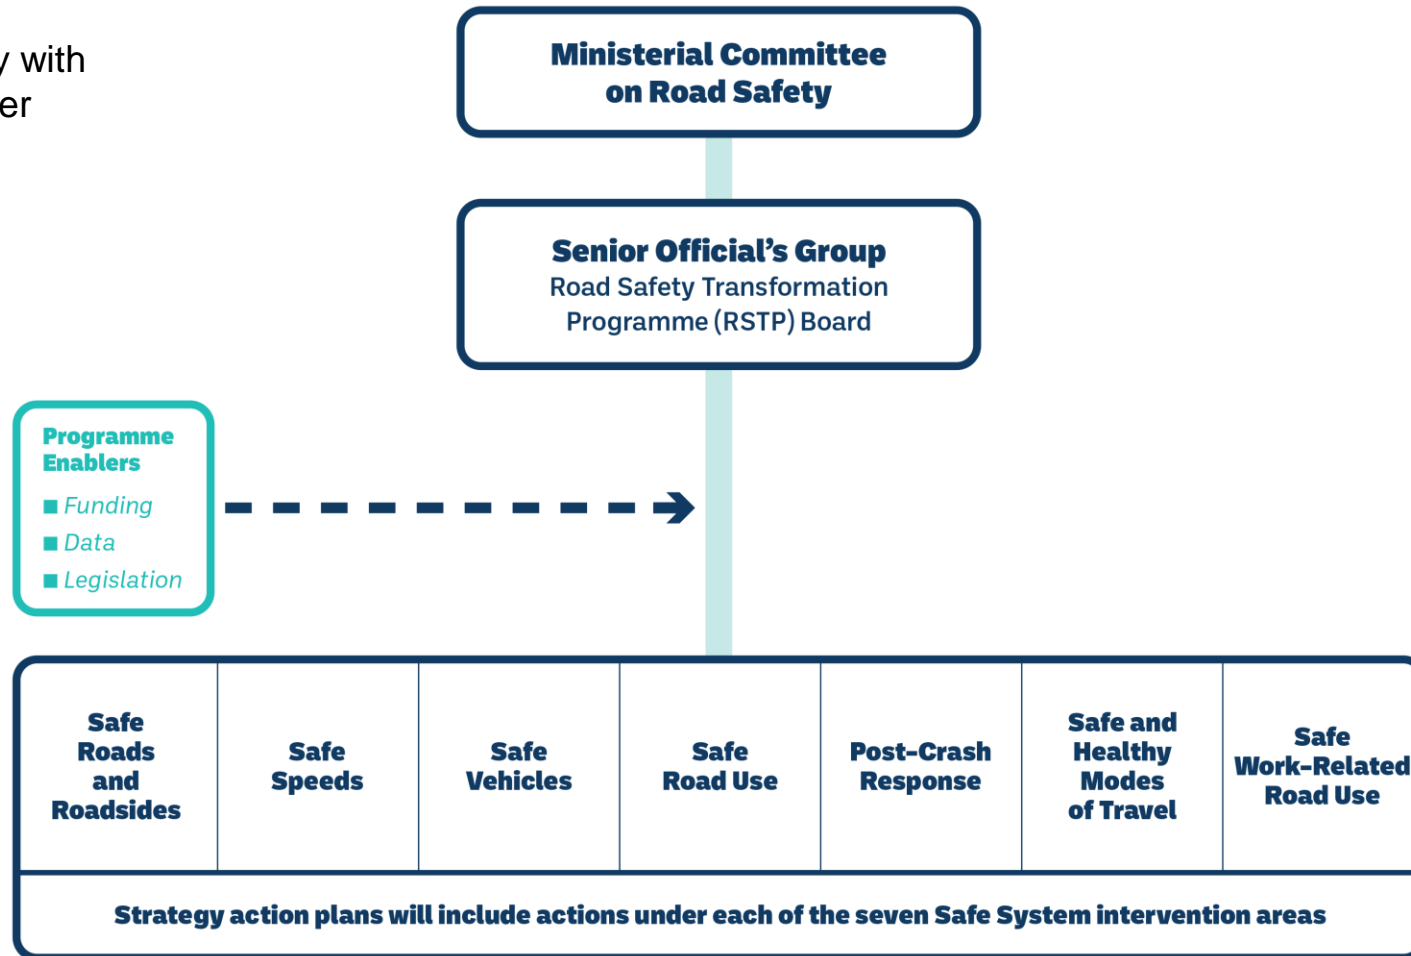 y with
er
Ministerial Committee
on Road Safety
Senior Official’s Group
Road Safety Transformation
Programme (RSTP) Board
Programme
Enablers
■ Funding
■ Data
■ Legislation
Safe
Roads
and
Roadsides
Safe
Speeds
Safe
Vehicles
Safe
Road Use
Post-Crash
Response
Safe and
Healthy
Modes
of Travel
Safe
Work-Related
Road Use
Strategy action plans will include actions under each of the seven Safe System intervention areas